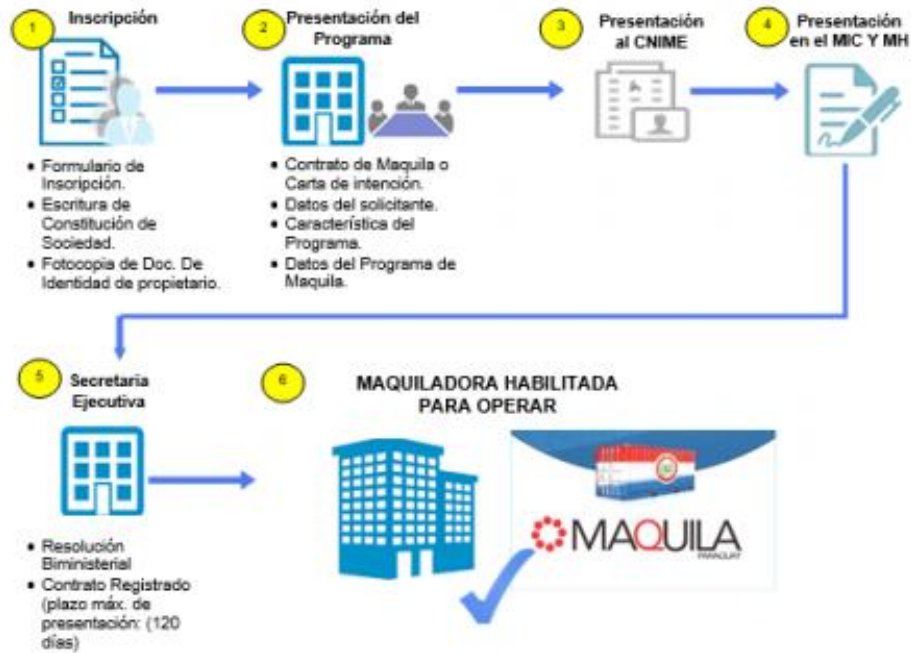 1
Inscripción
2
Presentación del
Programa
3
Presentación
al CNIME
4
Presentación
en el MIC Y MH
• Formulario de
Inscripción.
• Escritura de
Constitución de
Sociedad.
• Fotocopia de Doc. De
Identidad de propietario.
• Contrato de Maquila o
Carta de intención.
• Datos del solicitante.
• Característica del
Programa.
• Datos del Programa de
Maquila.
5
Secretaria
Ejecutiva
• Resolución
Biministerial
• Contrato Registrado
(plazo máx. de
presentación: (120
días)
6
MAQUILADORA HABILITADA
PARA OPERAR
MAQUILA
PARAGUAY